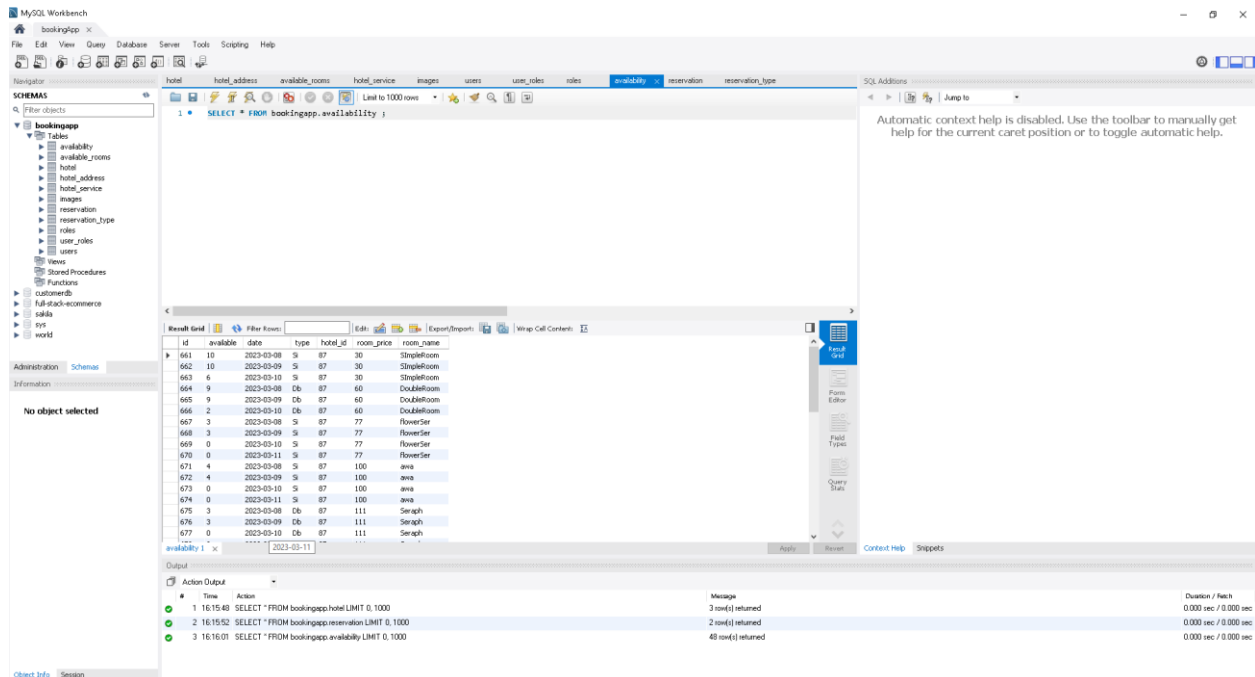 MySQL Workbench
bookingApp
File Edit View Query Database Server Tools Scripting Help
Navigator
SCHEMAS
Filter objects
bookingapp
Tables
availability
available_rooms
hotel
hotel_address
hotel_service
images
reservation
reservation_type
roles
user_roles
users
Views
Stored Procedures
Functions
customerdb
full-stack-ecommerce
sakila
sys
world
Administration Schemas
Information
No object selected
Object Info Session
hotel hotel_address available_rooms hotel_service images users user_roles roles availability reservation reservation_type
Limit to 1000 rows
1 SELECT * FROM bookingapp.availability ;
Result Grid Filter Rows: Edit: Export/Import: Wrap Cell Content:
id available date type hotel_id room_price room_name
661 10 2023-03-08 Si 87 30 SImpleRoom
662 10 2023-03-09 Si 87 30 SImpleRoom
663 6 2023-03-10 Si 87 30 SImpleRoom
664 9 2023-03-08 Db 87 60 DoubleRoom
665 9 2023-03-09 Db 87 60 DoubleRoom
666 2 2023-03-10 Db 87 60 DoubleRoom
667 3 2023-03-08 Si 87 77 flowerSer
668 3 2023-03-09 Si 87 77 flowerSer
669 0 2023-03-10 Si 87 77 flowerSer
670 0 2023-03-11 Si 87 77 flowerSer
671 4 2023-03-08 Si 87 100 awa
672 4 2023-03-09 Si 87 100 awa
673 0 2023-03-10 Si 87 100 awa
674 0 2023-03-11 Si 87 100 awa
675 3 2023-03-08 Db 87 111 Seraph
676 3 2023-03-09 Db 87 111 Seraph
677 0 2023-03-10 Db 87 111 Seraph
2023-03-11
availability 1
Apply Revert
Result Grid
Form Editor
Field Types
Query Stats
SQL Additions
Jump to
Automatic context help is disabled. Use the toolbar to manually get
help for the current caret position or to toggle automatic help.
Context Help Snippets
Output
Action Output
# Time Action Message Duration / Fetch
1 16:15:48 SELECT * FROM bookingapp.hotel LIMIT 0, 1000 3 row(s) returned 0.000 sec / 0.000 sec
2 16:15:52 SELECT * FROM bookingapp.reservation LIMIT 0, 1000 2 row(s) returned 0.000 sec / 0.000 sec
3 16:16:01 SELECT * FROM bookingapp.availability LIMIT 0, 1000 48 row(s) returned 0.000 sec / 0.000 sec